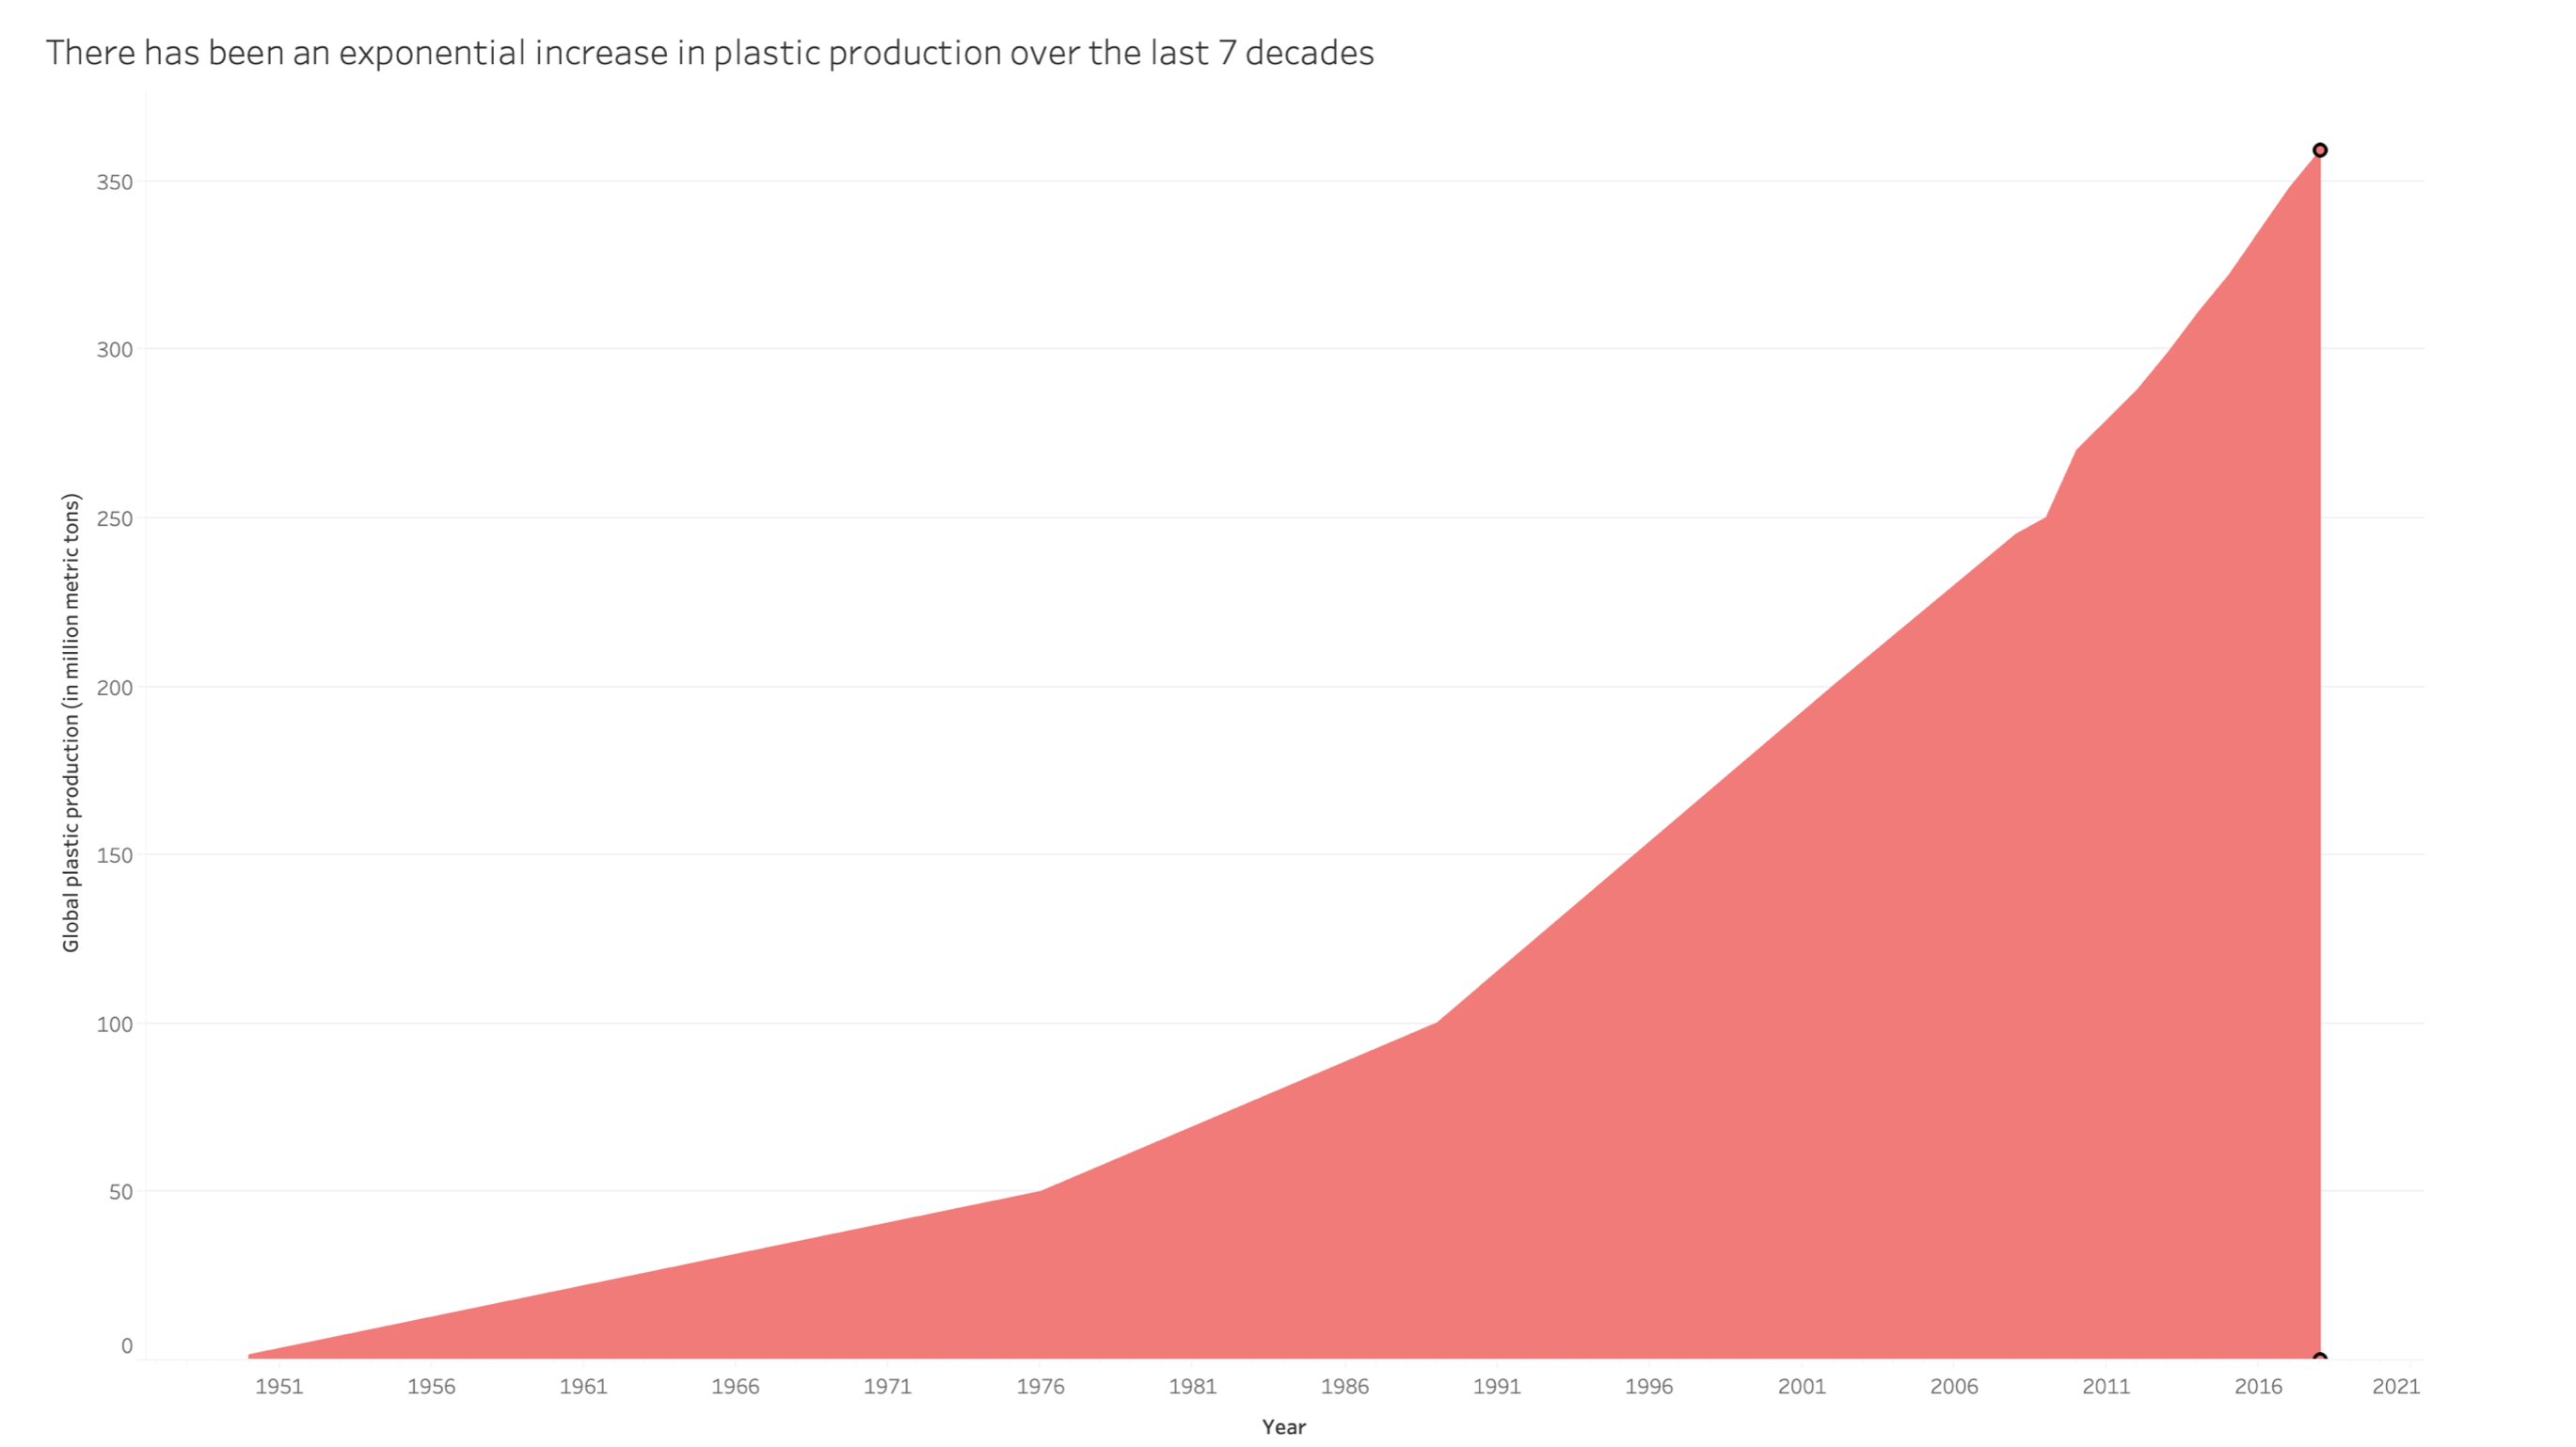 There has been an exponential increase in plastic production over the last 7 decades
Global plastic production (in million metric tons)
350
300
250
200
150
100
50
0
1951 1956 1961 1966 1971 1976 1981 1986 1991 1996 2001 2006 2011 2016 2021
Year